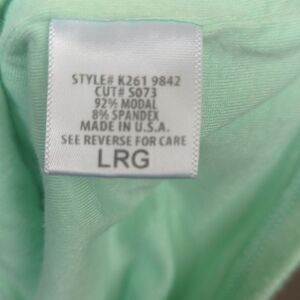 STYLE# K261 9842
CUT# S073
92% MODAL
8% SPANDEX
MADE IN U.S.A.
SEE REVERSE FOR CARE
LRG